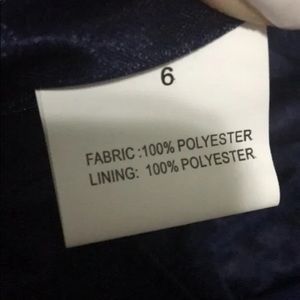 6
FABRIC :100% POLYESTER
LINING: 100% POLYESTER